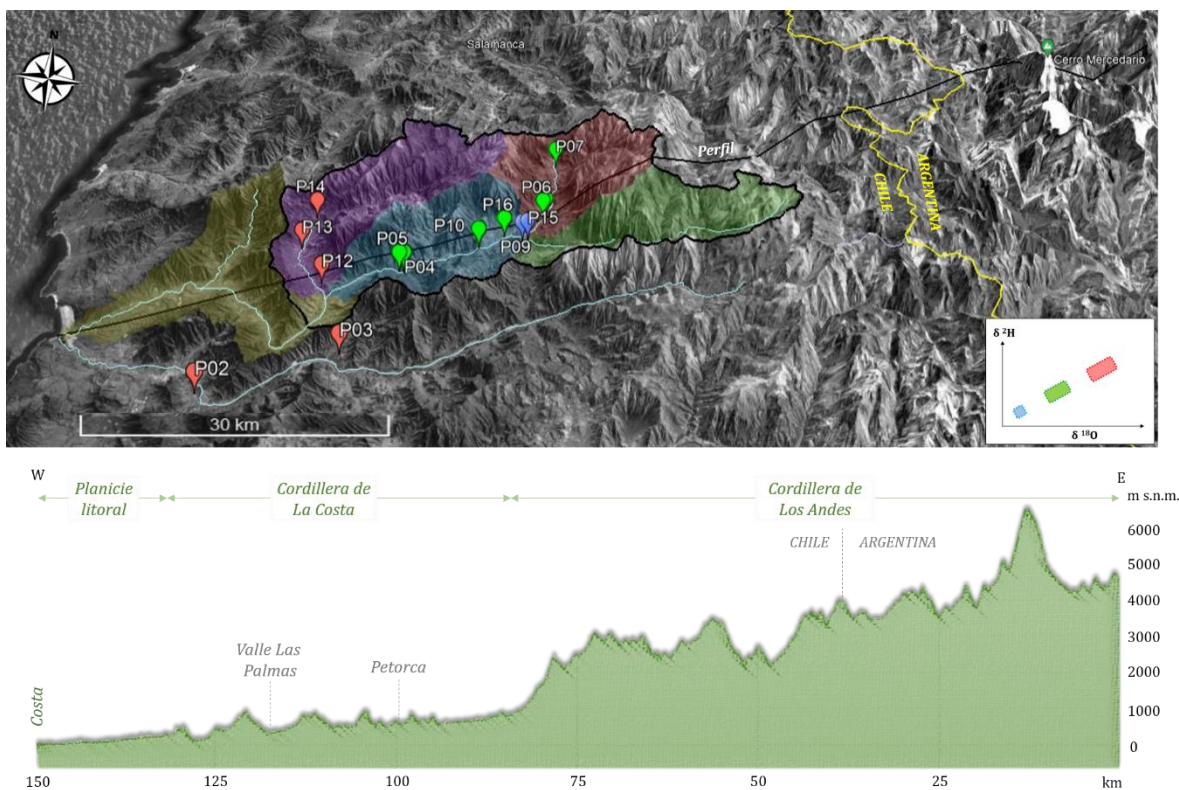 N
Salamanca
Cerro Mercedario
Perfil
ARGENTINA
CHILE
P07
P14
P06
P16
P15
P13
P10
P09
P05
P12
P04
P03
P02
30 km
δ ²H
δ ¹⁸O
W
E
Planicie
litoral
Cordillera de
La Costa
Cordillera de
Los Andes
m s.n.m.
CHILE
ARGENTINA
6000
5000
4000
3000
2000
1000
0
Valle Las
Palmas
Petorca
Costa
150
125
100
75
50
25
km